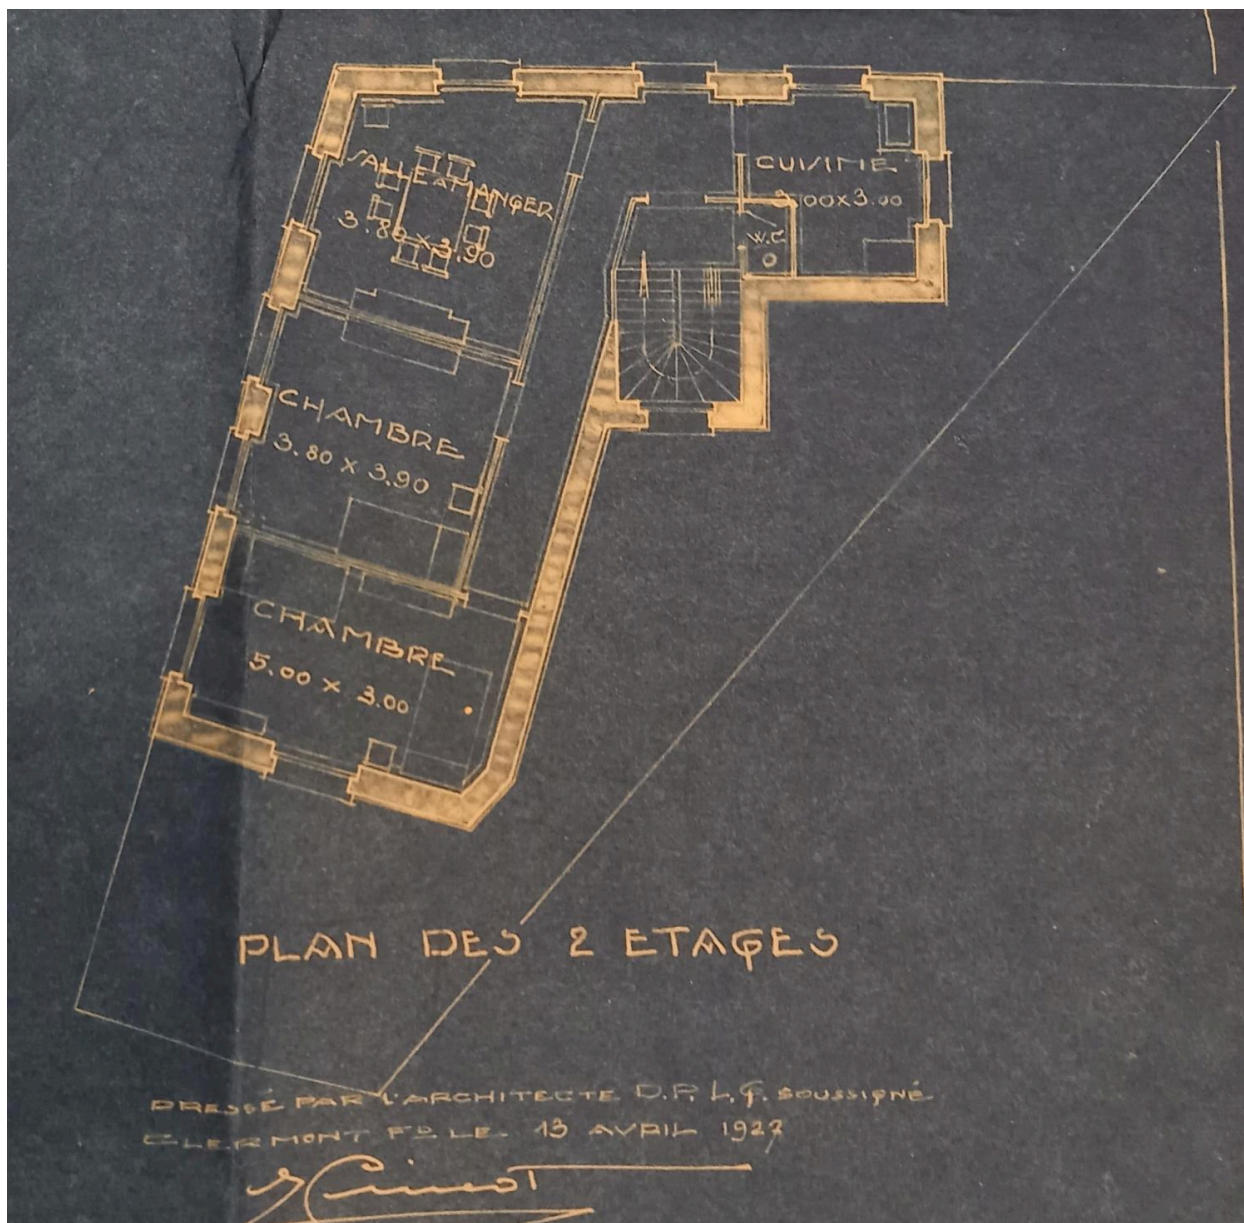 SALLE A MANGER
3.80 x 3.90
CUISINE
3.00x3.00
W.C.
CHAMBRE
3.80 x 3.90
CHAMBRE
5.00 x 3.00
PLAN DES 2 ETAGES
DRESSÉ PAR L'ARCHITECTE D.P.L.G. SOUSSIGNÉ
CLERMONT FD LE 13 AVRIL 1927